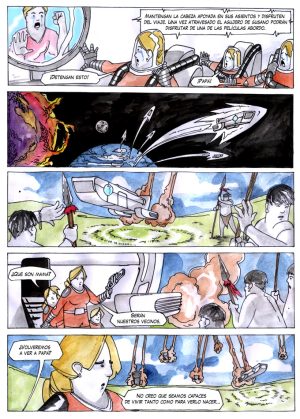 MANTENGAN LA CABEZA APOYADA EN
SUS ASIENTOS Y DISFRUTEN
DEL VIAJE. UNA VEZ ATRAVESADO EL AGUJERO DE GUSANO PODRÁN
DISFRUTAR DE UNA DE LAS PELÍCULAS ABORDO.
¡DETENGAN ESTO!
¡PAPÁ!
¿QUÉ SON MAMÁ?
SERÁN
NUESTROS VECINOS.
¿VOLVEREMOS
A VER A PAPÁ?
NO CREO QUE SEAMOS CAPACES
DE VIVIR TANTO COMO PARA VERLO NACER...